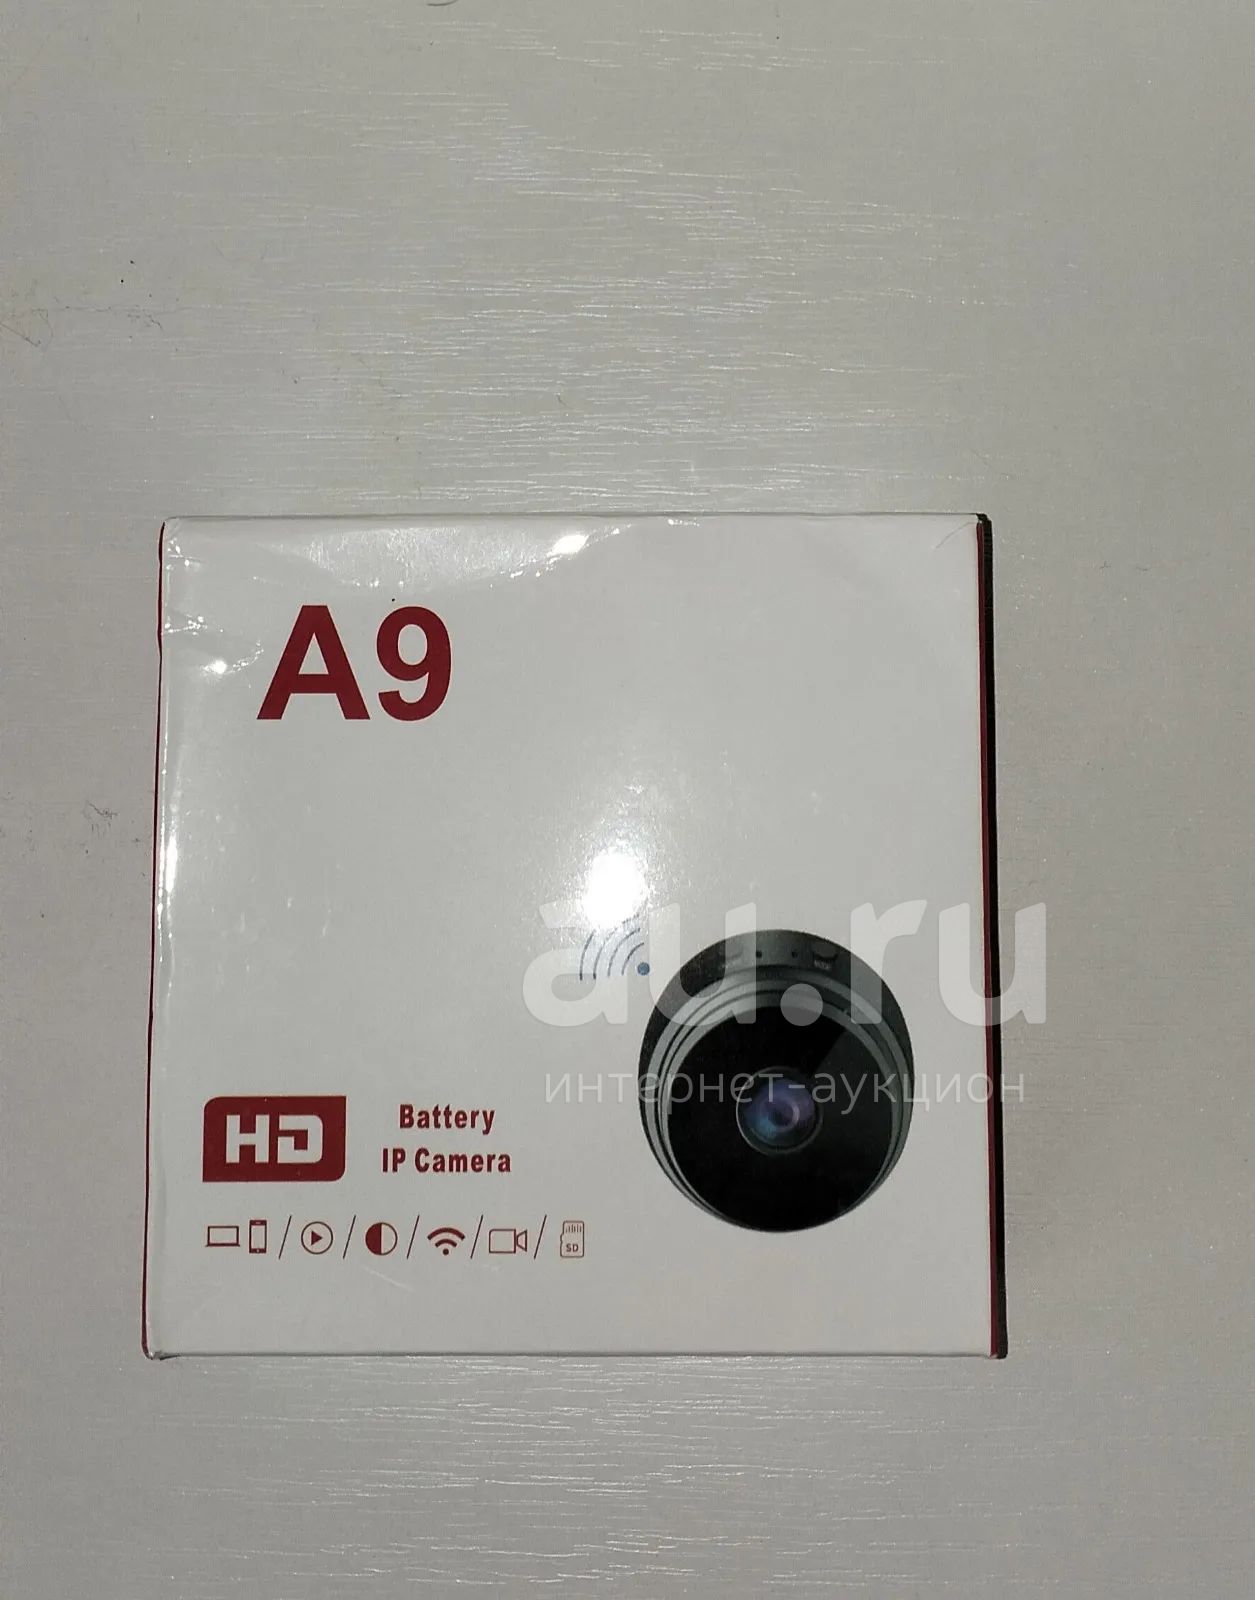 A9
au.ru
интернет-аукцион
HD
Battery
IP Camera
SD